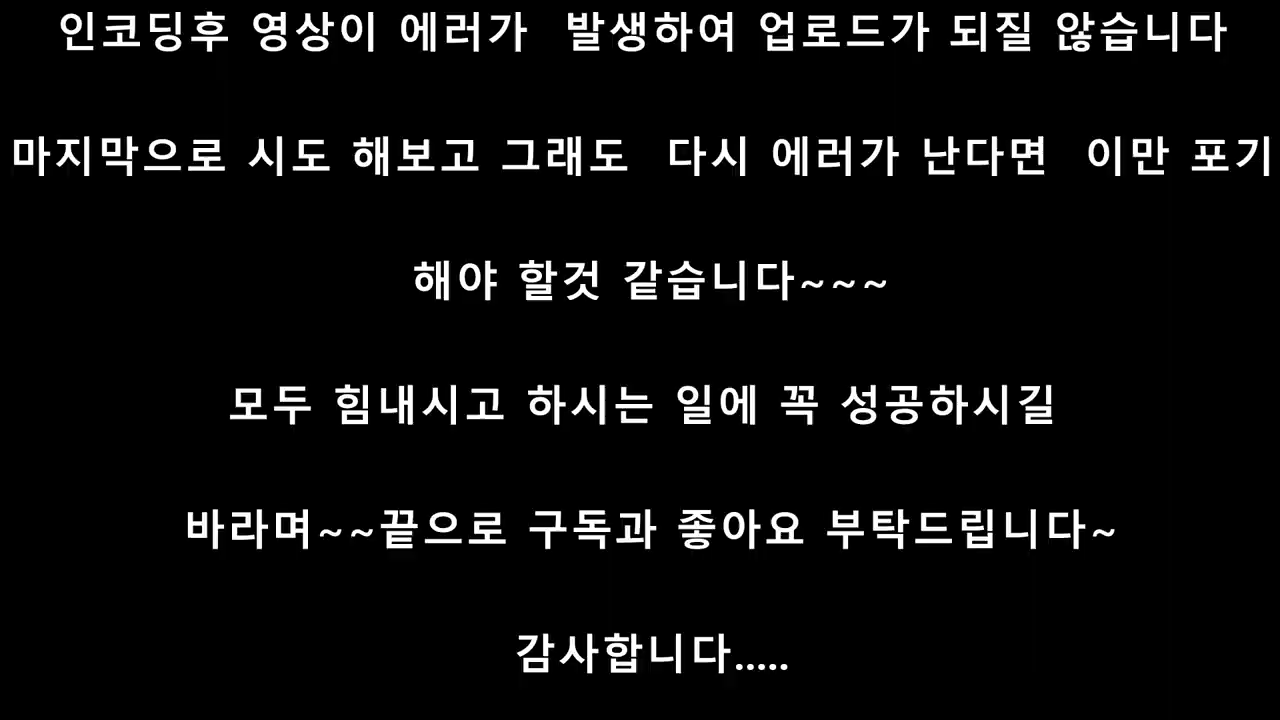 인코딩후 영상이 에러가 발생하여 업로드가 되질 않습니다
마지막으로 시도 해보고 그래도 다시 에러가 난다면 이만 포기
해야 할것 같습니다~~~
모두 힘내시고 하시는 일에 꼭 성공하시길
바라며~~끝으로 구독과 좋아요 부탁드립니다~
감사합니다.....